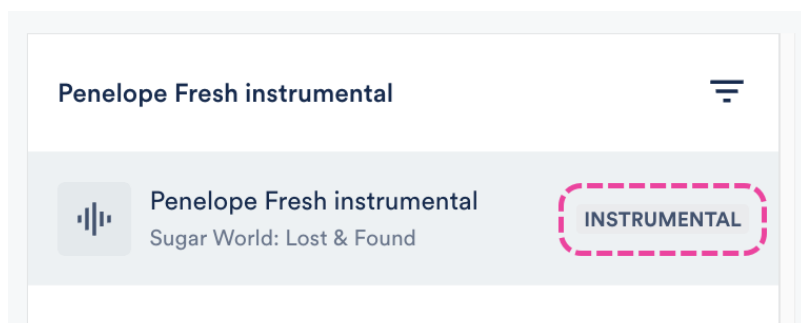 Penelope Fresh instrumental
Penelope Fresh instrumental
Sugar World: Lost & Found
INSTRUMENTAL